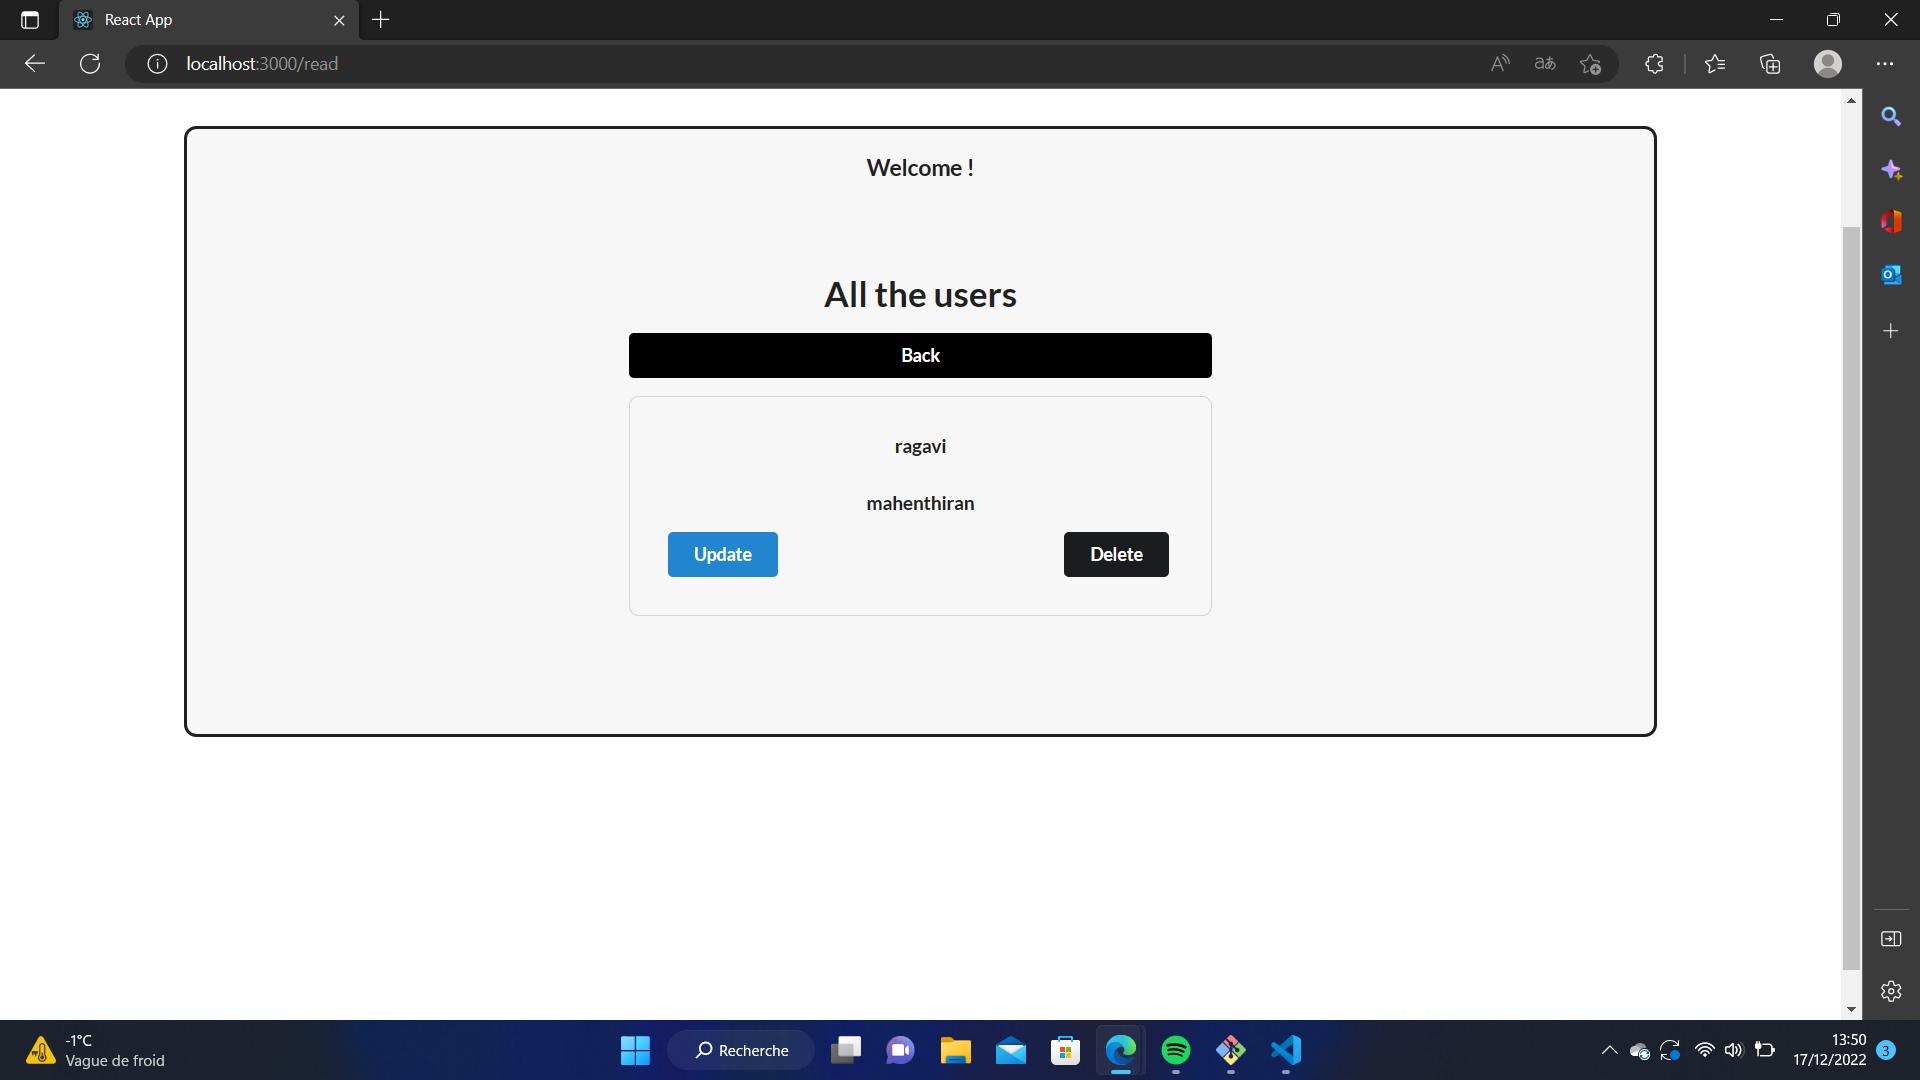 React App
localhost:3000/read
Welcome !
All the users
Back
ragavi
mahenthiran
Update
Delete
-1°C
Vague de froid
Recherche
13:50
17/12/2022
3